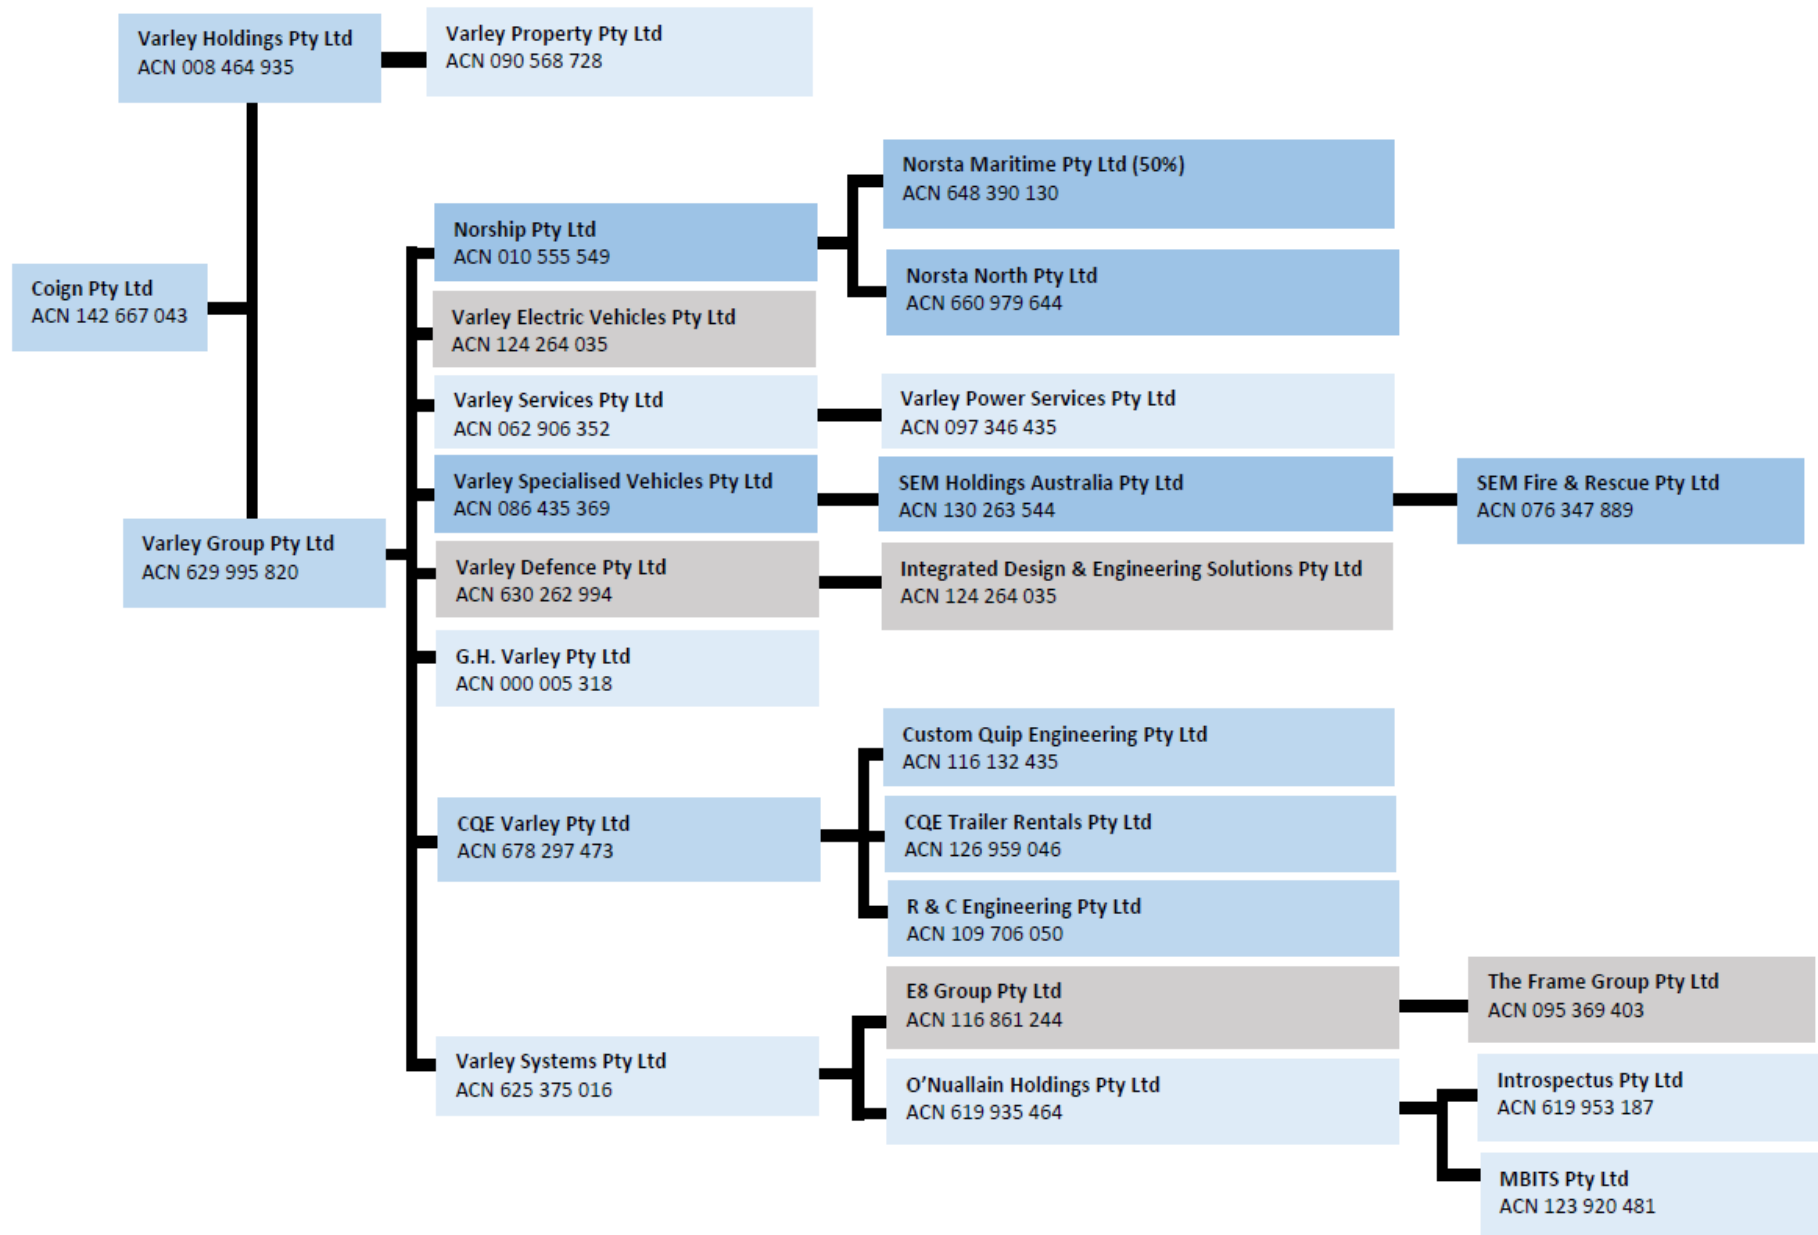 Varley Holdings Pty Ltd
ACN 008 464 935
Varley Property Pty Ltd
ACN 090 568 728
Norsta Maritime Pty Ltd (50%)
ACN 648 390 130
Norship Pty Ltd
ACN 010 555 549
Norsta North Pty Ltd
ACN 660 979 644
Coign Pty Ltd
ACN 142 667 043
Varley Electric Vehicles Pty Ltd
ACN 124 264 035
Varley Services Pty Ltd
ACN 062 906 352
Varley Power Services Pty Ltd
ACN 097 346 435
Varley Specialised Vehicles Pty Ltd
ACN 086 435 369
SEM Holdings Australia Pty Ltd
ACN 130 263 544
SEM Fire & Rescue Pty Ltd
ACN 076 347 889
Varley Group Pty Ltd
ACN 629 995 820
Varley Defence Pty Ltd
ACN 630 262 994
Integrated Design & Engineering Solutions Pty Ltd
ACN 124 264 035
G.H. Varley Pty Ltd
ACN 000 005 318
Custom Quip Engineering Pty Ltd
ACN 116 132 435
CQE Varley Pty Ltd
ACN 678 297 473
CQE Trailer Rentals Pty Ltd
ACN 126 959 046
R & C Engineering Pty Ltd
ACN 109 706 050
E8 Group Pty Ltd
ACN 116 861 244
The Frame Group Pty Ltd
ACN 095 369 403
Varley Systems Pty Ltd
ACN 625 375 016
O’Nuallain Holdings Pty Ltd
ACN 619 935 464
Introspectus Pty Ltd
ACN 619 953 187
MBITS Pty Ltd
ACN 123 920 481